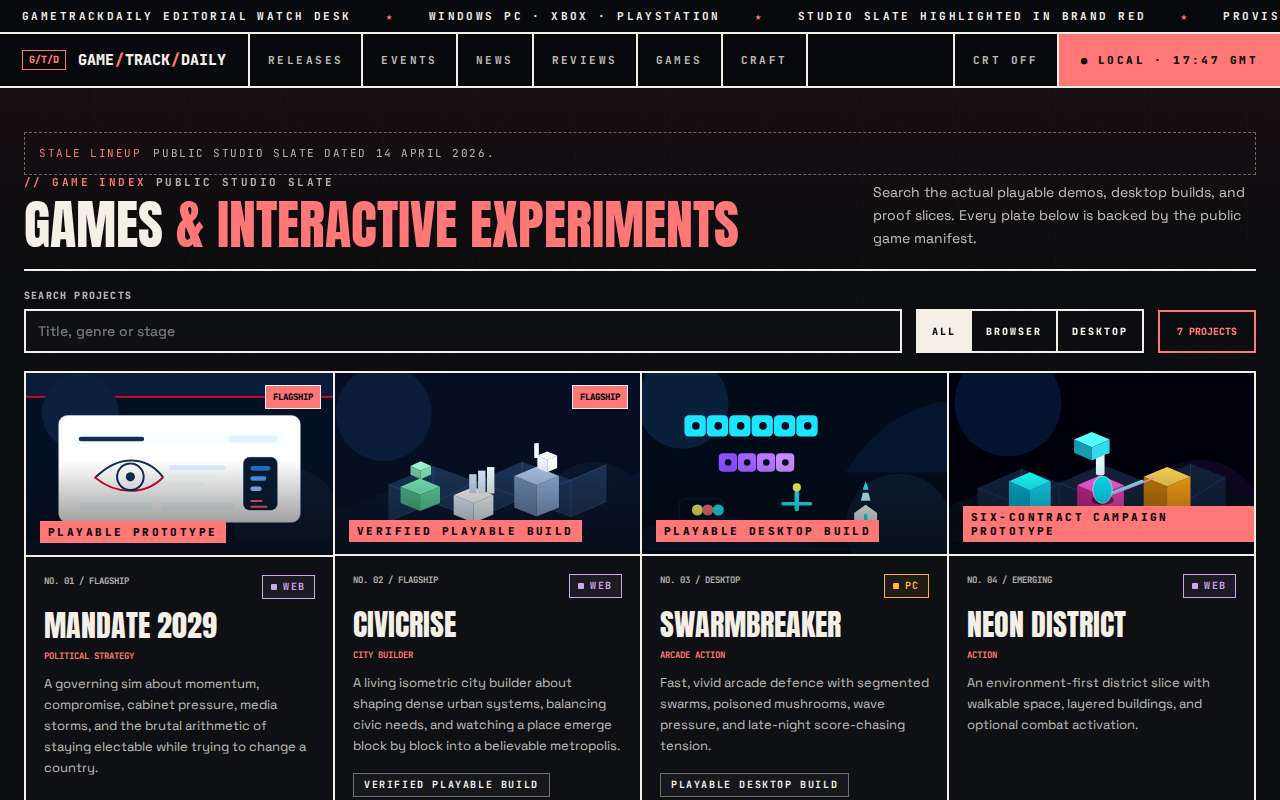 GAMETRACKDAILY EDITORIAL WATCH DESK ★ WINDOWS PC · XBOX · PLAYSTATION ★ STUDIO SLATE HIGHLIGHTED IN BRAND RED ★ PROVIS
G/T/D GAME/TRACK/DAILY RELEASES EVENTS NEWS REVIEWS GAMES CRAFT CRT OFF ● LOCAL · 17:47 GMT
STALE LINEUP PUBLIC STUDIO SLATE DATED 14 APRIL 2026.
// GAME INDEX PUBLIC STUDIO SLATE
GAMES & INTERACTIVE EXPERIMENTS
Search the actual playable demos, desktop builds, and
proof slices. Every plate below is backed by the public
game manifest.
SEARCH PROJECTS
Title, genre or stage
ALL BROWSER DESKTOP
7 PROJECTS
FLAGSHIP
PLAYABLE PROTOTYPE
NO. 01 / FLAGSHIP
WEB
MANDATE 2029
POLITICAL STRATEGY
A governing sim about momentum,
compromise, cabinet pressure, media
storms, and the brutal arithmetic of
staying electable while trying to change a
country.
FLAGSHIP
VERIFIED PLAYABLE BUILD
NO. 02 / FLAGSHIP
WEB
CIVICRISE
CITY BUILDER
A living isometric city builder about
shaping dense urban systems, balancing
civic needs, and watching a place emerge
block by block into a believable metropolis.
VERIFIED PLAYABLE BUILD
PLAYABLE DESKTOP BUILD
NO. 03 / DESKTOP
PC
SWARMBREAKER
ARCADE ACTION
Fast, vivid arcade defence with segmented
swarms, poisoned mushrooms, wave
pressure, and late-night score-chasing
tension.
PLAYABLE DESKTOP BUILD
SIX-CONTRACT CAMPAIGN
PROTOTYPE
NO. 04 / EMERGING
WEB
NEON DISTRICT
ACTION
An environment-first district slice with
walkable space, layered buildings, and
optional combat activation.